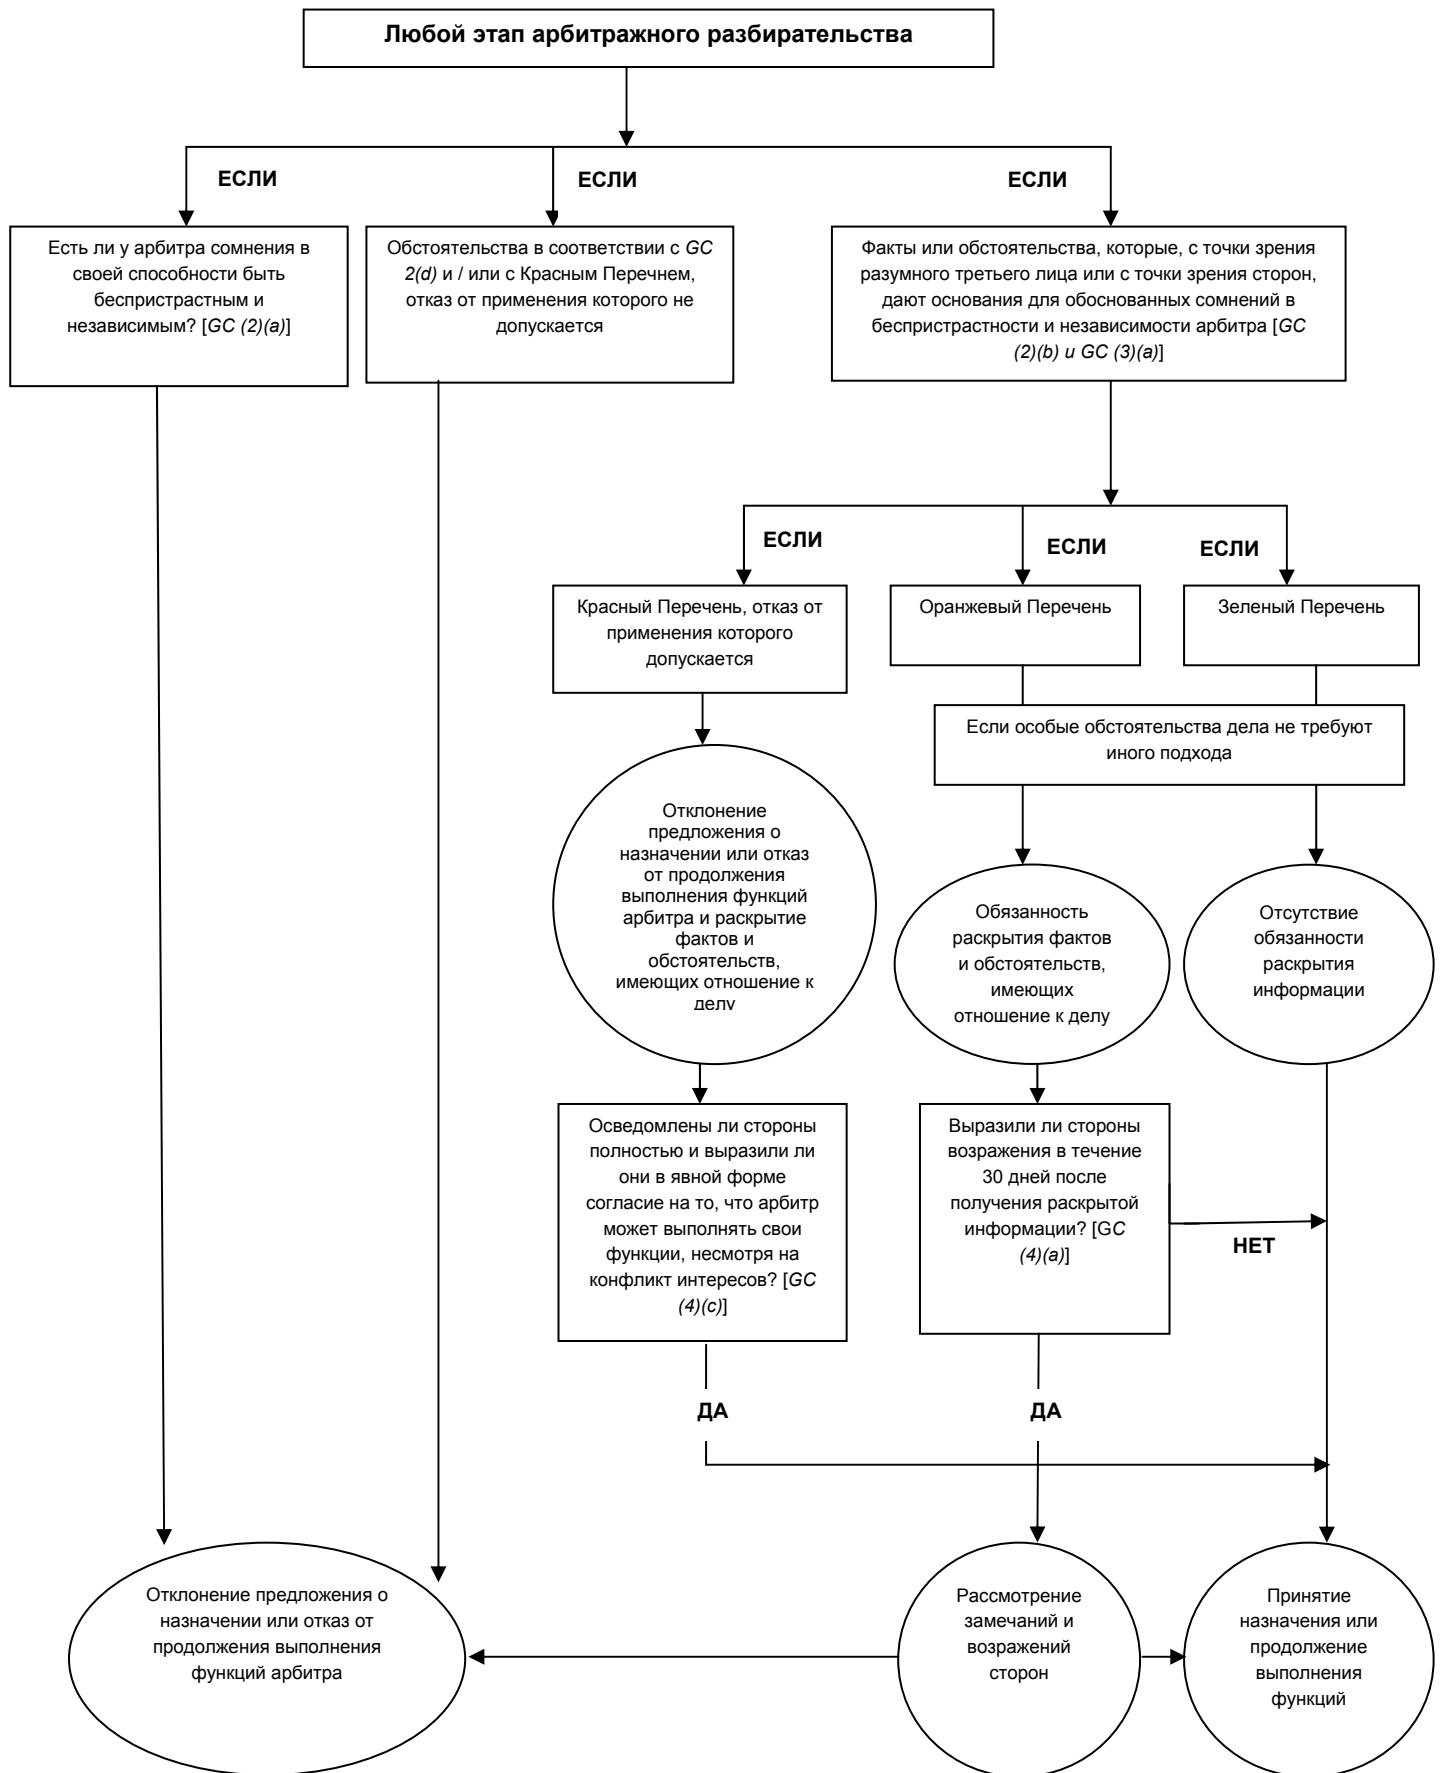 Любой этап арбитражного разбирательства
ЕСЛИ
ЕСЛИ
ЕСЛИ
Есть ли у арбитра сомнения в
своей способности быть
беспристрастным и
независимым? [GC (2)(a)]
Обстоятельства в соответствии с GC
2(d) и / или с Красным Перечнем,
отказ от применения которого не
допускается
Факты или обстоятельства, которые, с точки зрения
разумного третьего лица или с точки зрения сторон,
дают основания для обоснованных сомнений в
беспристрастности и независимости арбитра [GC
(2)(b) и GC (3)(a)]
ЕСЛИ
ЕСЛИ
ЕСЛИ
Красный Перечень, отказ от
применения которого
допускается
Оранжевый Перечень
Зеленый Перечень
Если особые обстоятельства дела не требуют
иного подхода
Отклонение
предложения о
назначении или отказ
от продолжения
выполнения функций
арбитра и раскрытие
фактов и
обстоятельств,
имеющих отношение к
делу
Обязанность
раскрытия фактов
и обстоятельств,
имеющих
отношение к делу
Отсутствие
обязанности
раскрытия
информации
Осведомлены ли стороны
полностью и выразили ли
они в явной форме
согласие на то, что арбитр
может выполнять свои
функции, несмотря на
конфликт интересов? [GC
(4)(c)]
Выразили ли стороны
возражения в течение
30 дней после
получения раскрытой
информации? [GC
(4)(a)]
НЕТ
ДА
ДА
Отклонение предложения о
назначении или отказ от
продолжения выполнения
функций арбитра
Рассмотрение
замечаний и
возражений
сторон
Принятие
назначения или
продолжение
выполнения
функций